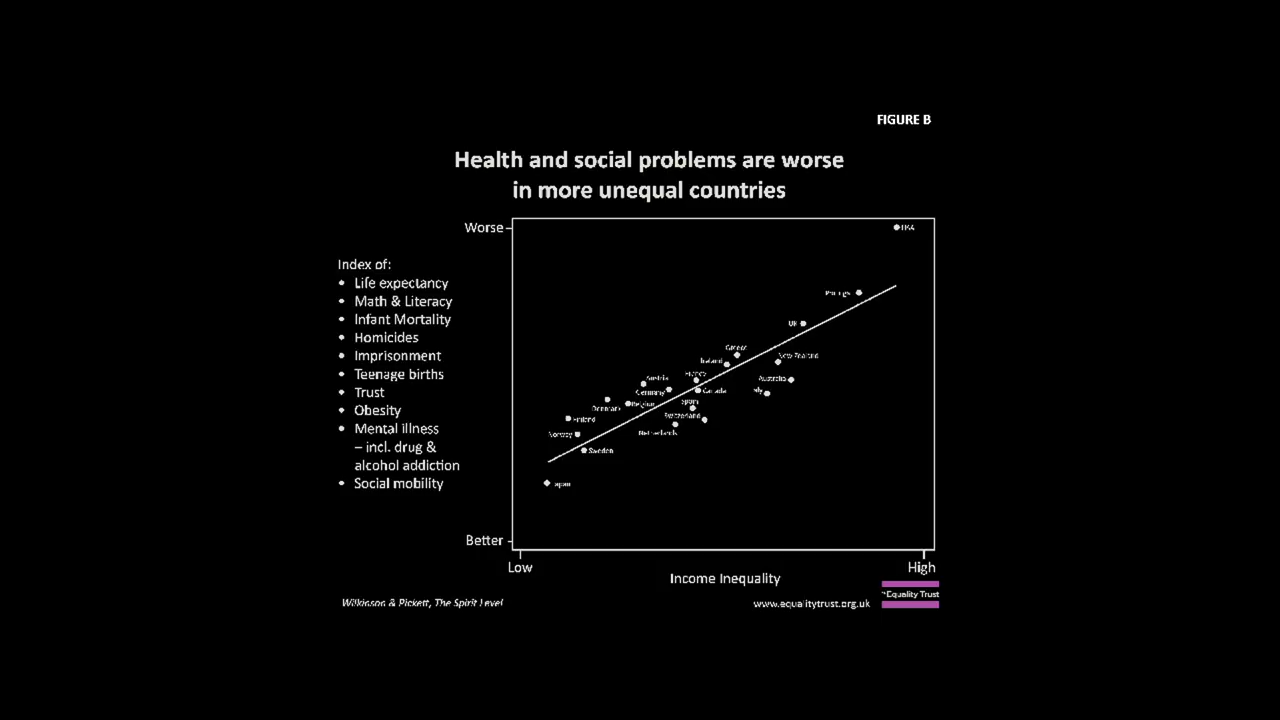 FIGURE B
Health and social problems are worse
in more unequal countries
Worse
USA
Index of:
• Life expectancy
• Math & Literacy
• Infant Mortality
• Homicides
• Imprisonment
• Teenage births
• Trust
• Obesity
• Mental illness
– incl. drug &
alcohol addiction
• Social mobility
Portugal
UK
Greece
New Zealand
Ireland
France
Austria
Australia
Germany
Canada
Italy
Denmark
Belgium
Spain
Finland
Switzerland
Norway
Netherlands
Sweden
Japan
Better
Low
High
Income Inequality
Wilkinson & Pickett, The Spirit Level
www.equalitytrust.org.uk
Equality Trust